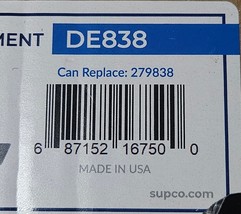 MENT DE838
Can Replace: 279838
6 87152 16750 0
MADE IN USA
supco.com